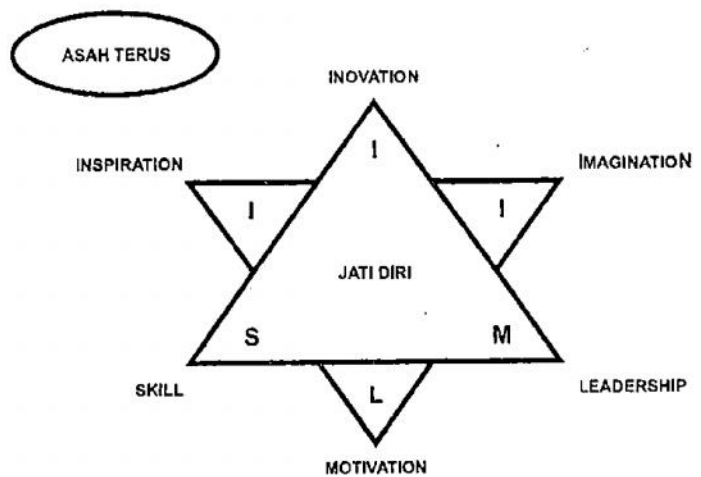 ASAH TERUS
INOVATION
I
INSPIRATION
IMAGINATION
I
I
JATI DIRI
S
M
SKILL
L
LEADERSHIP
MOTIVATION